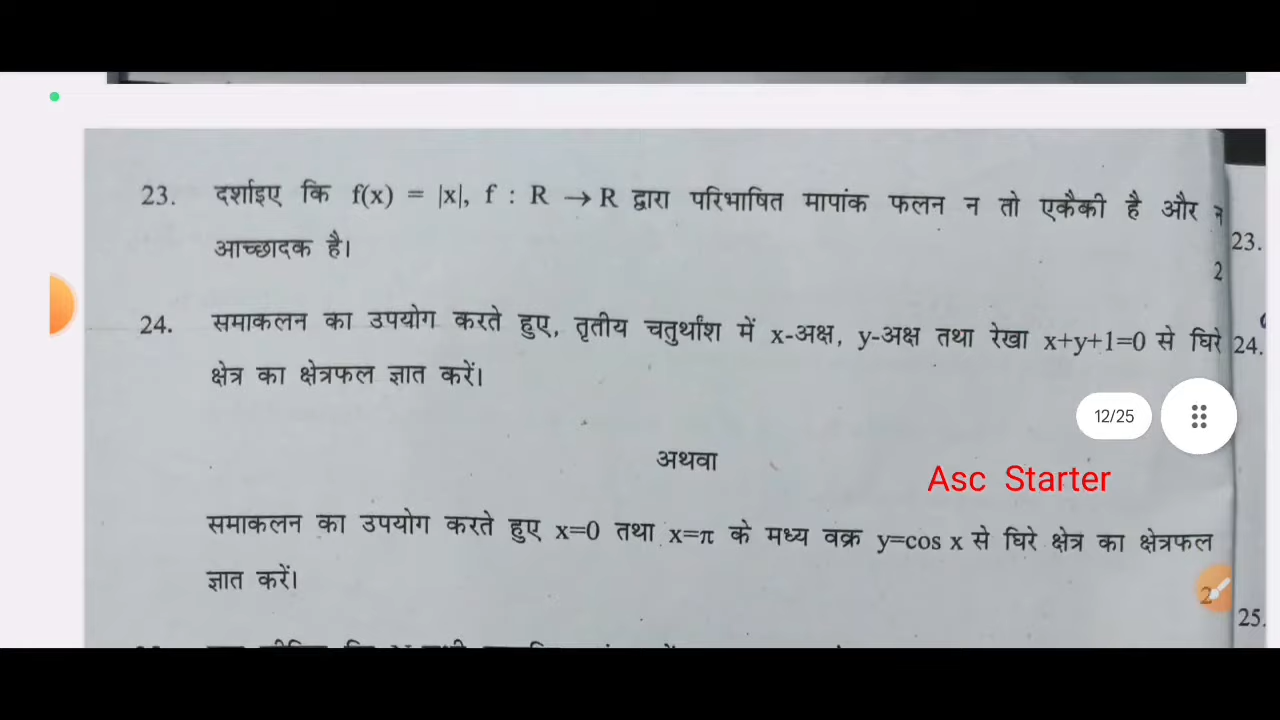 23. दर्शाइए कि f(x) = |x|, f : R → R द्वारा परिभाषित मापांक फलन न तो एकैकी है और न
आच्छादक है।
2
24. समाकलन का उपयोग करते हुए, तृतीय चतुर्थांश में x-अक्ष, y-अक्ष तथा रेखा x+y+1=0 से घिरे
क्षेत्र का क्षेत्रफल ज्ञात करें।
12/25
अथवा
Asc Starter
समाकलन का उपयोग करते हुए x=0 तथा x=π के मध्य वक्र y=cos x से घिरे क्षेत्र का क्षेत्रफल
ज्ञात करें।
2
23.
24.
25.